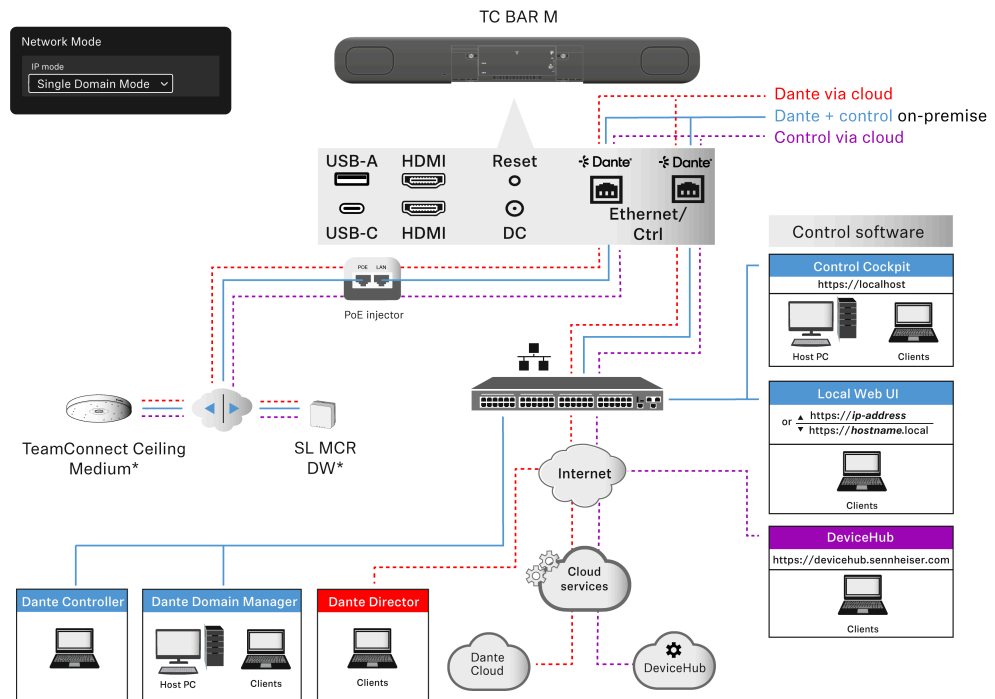 TC BAR M
Network Mode
IP mode
Single Domain Mode
Dante via cloud
Dante + control on-premise
Control via cloud
USB-A
HDMI
Reset
Dante
Dante
USB-C
HDMI
DC
Ethernet/
Ctrl
POE
LAN
PoE injector
Control software
Control Cockpit
https://localhost
Host PC
Clients
Local Web UI
or
https://ip-address
https://hostname.local
Clients
DeviceHub
https://devicehub.sennheiser.com
Clients
TeamConnect Ceiling
Medium*
SL MCR
DW*
Internet
Cloud
services
Dante Controller
Dante Domain Manager
Host PC
Clients
Dante Director
Clients
Dante
Cloud
DeviceHub